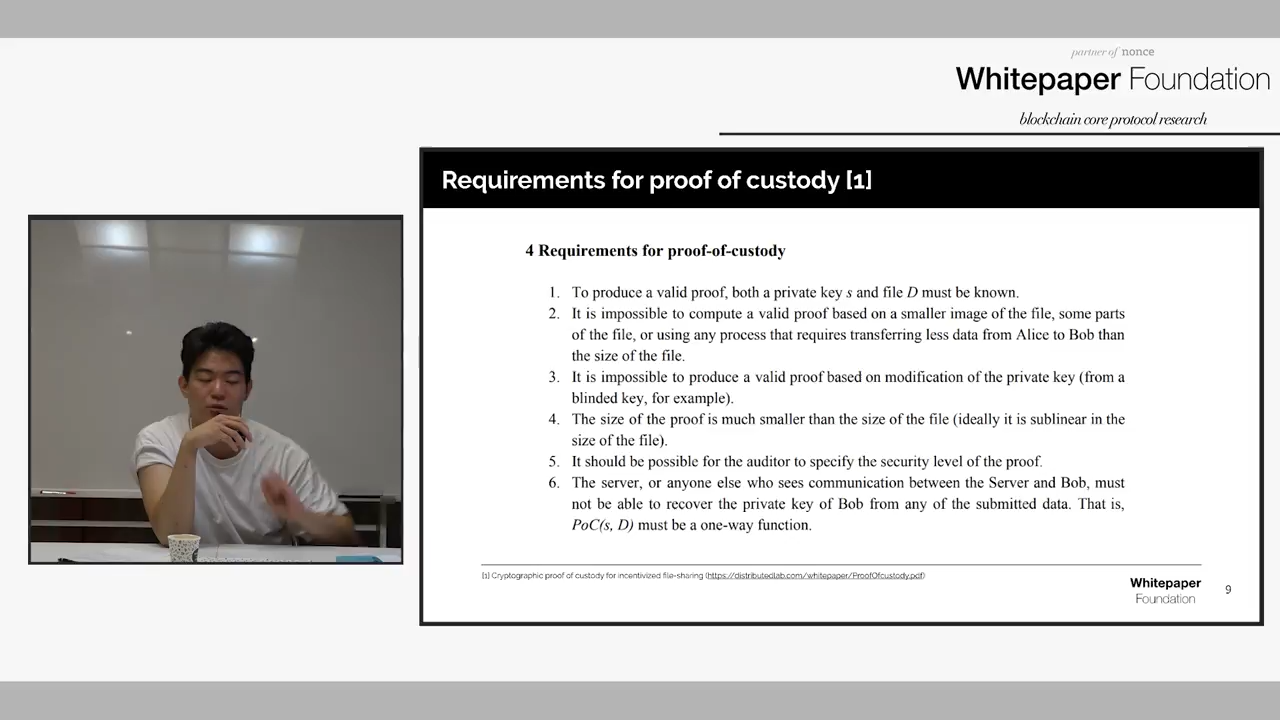 partner of nonce
Whitepaper Foundation
blockchain core protocol research
Requirements for proof of custody [1]
4 Requirements for proof-of-custody
1. To produce a valid proof, both a private key s and file D must be known.
2. It is impossible to compute a valid proof based on a smaller image of the file, some parts
of the file, or using any process that requires transferring less data from Alice to Bob than
the size of the file.
3. It is impossible to produce a valid proof based on modification of the private key (from a
blinded key, for example).
4. The size of the proof is much smaller than the size of the file (ideally it is sublinear in the
size of the file).
5. It should be possible for the auditor to specify the security level of the proof.
6. The server, or anyone else who sees communication between the Server and Bob, must
not be able to recover the private key of Bob from any of the submitted data. That is,
PoC(s, D) must be a one-way function.
[1] Cryptographic proof of custody for incentivized file-sharing (https://distributedlab.com/whitepaper/ProofOfcustody.pdf)
Whitepaper
Foundation
9